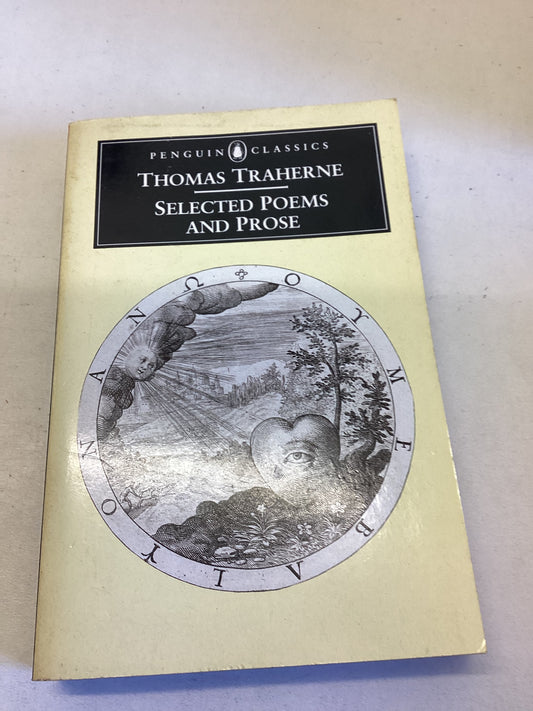 PENGUIN CLASSICS
THOMAS TRAHERNE
SELECTED POEMS
AND PROSE